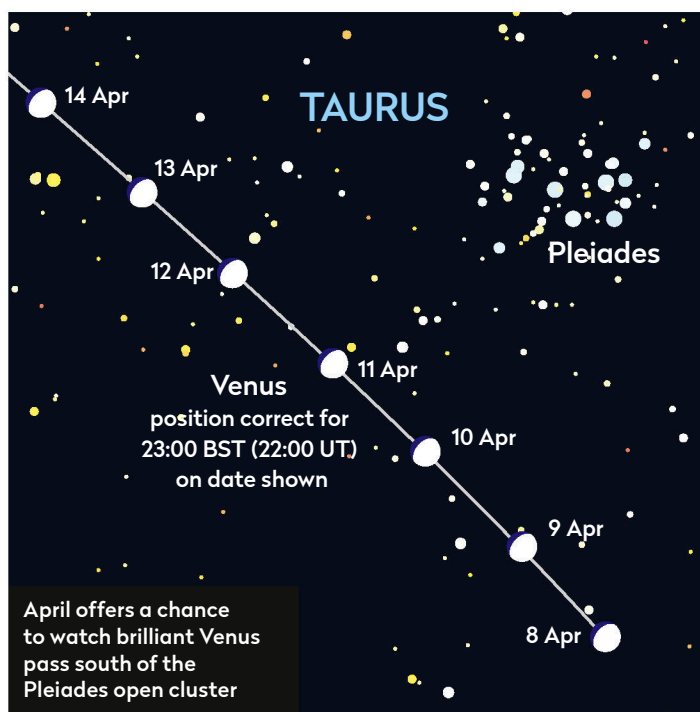 TAURUS
14 Apr
13 Apr
Pleiades
12 Apr
11 Apr
Venus
position correct for
23:00 BST (22:00 UT)
on date shown
10 Apr
9 Apr
8 Apr
April offers a chance
to watch brilliant Venus
pass south of the
Pleiades open cluster